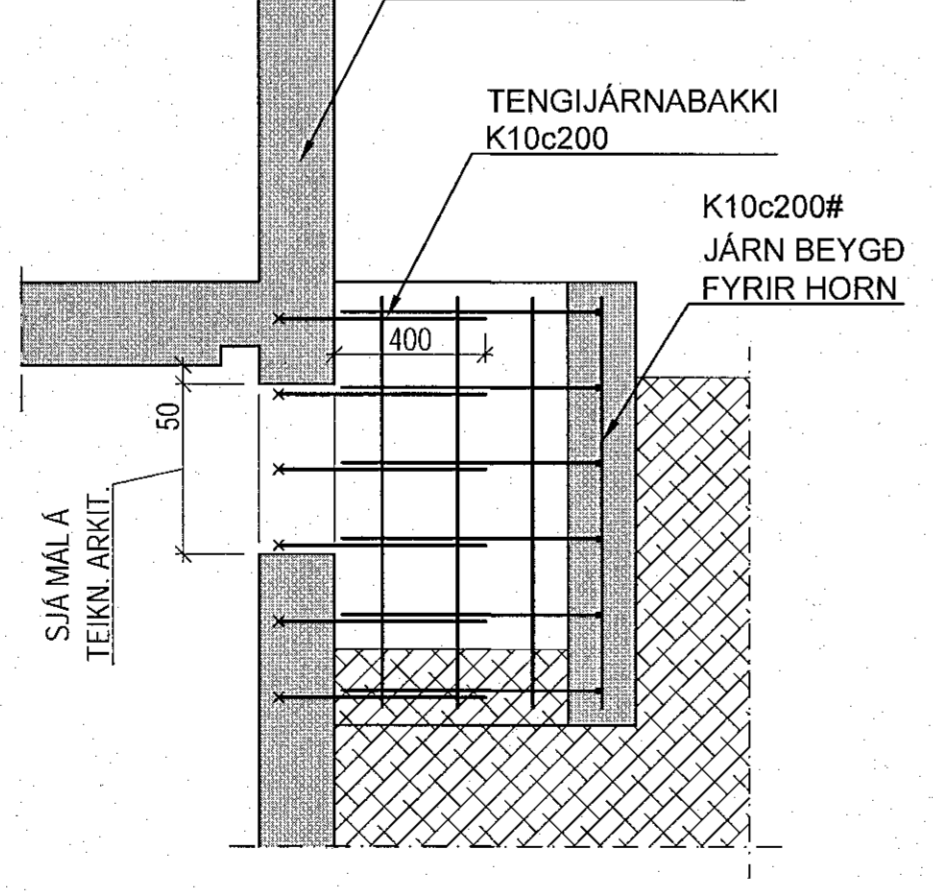 TENGIJÁRNABAKKI
K10c200
K10c200#
JÁRN BEYGÐ
FYRIR HORN
400
50
SJÁ MÁL Á
TEIKN. ARKIT.